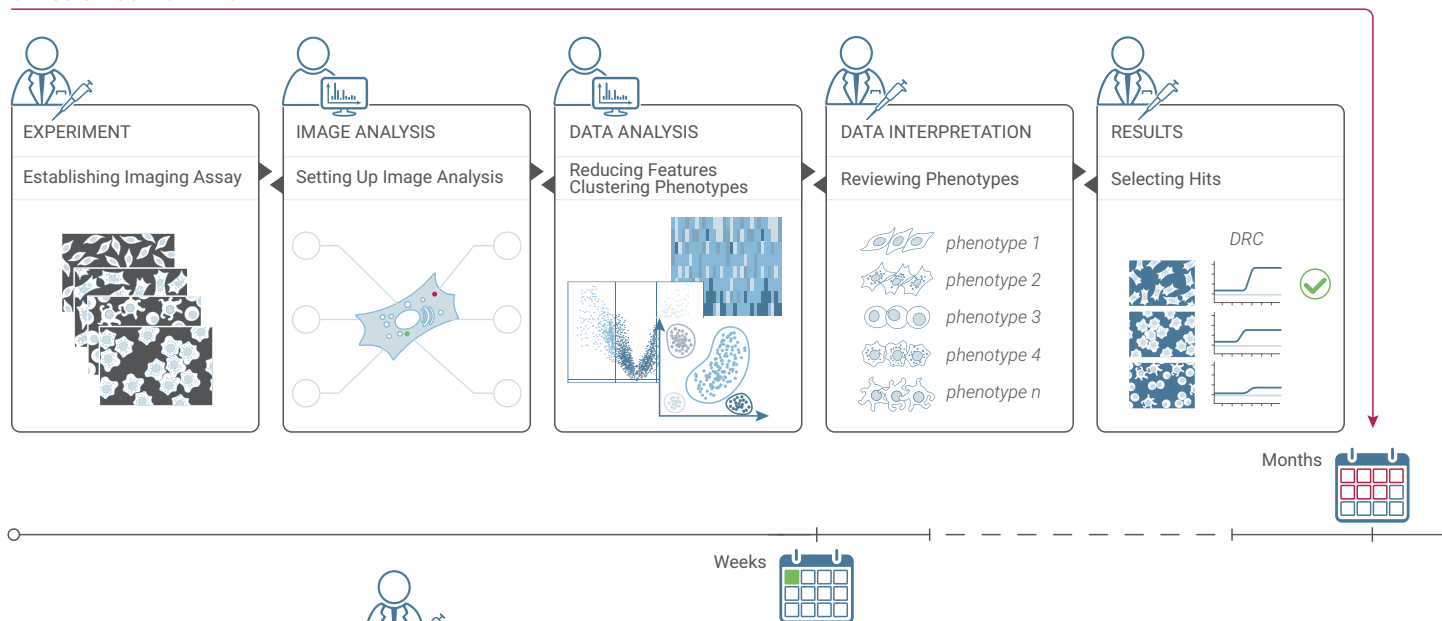 EXPERIMENT
Establishing Imaging Assay
IMAGE ANALYSIS
Setting Up Image Analysis
DATA ANALYSIS
Reducing Features
Clustering Phenotypes
DATA INTERPRETATION
Reviewing Phenotypes
phenotype 1
phenotype 2
phenotype 3
phenotype 4
phenotype n
RESULTS
Selecting Hits
DRC
Months
Weeks